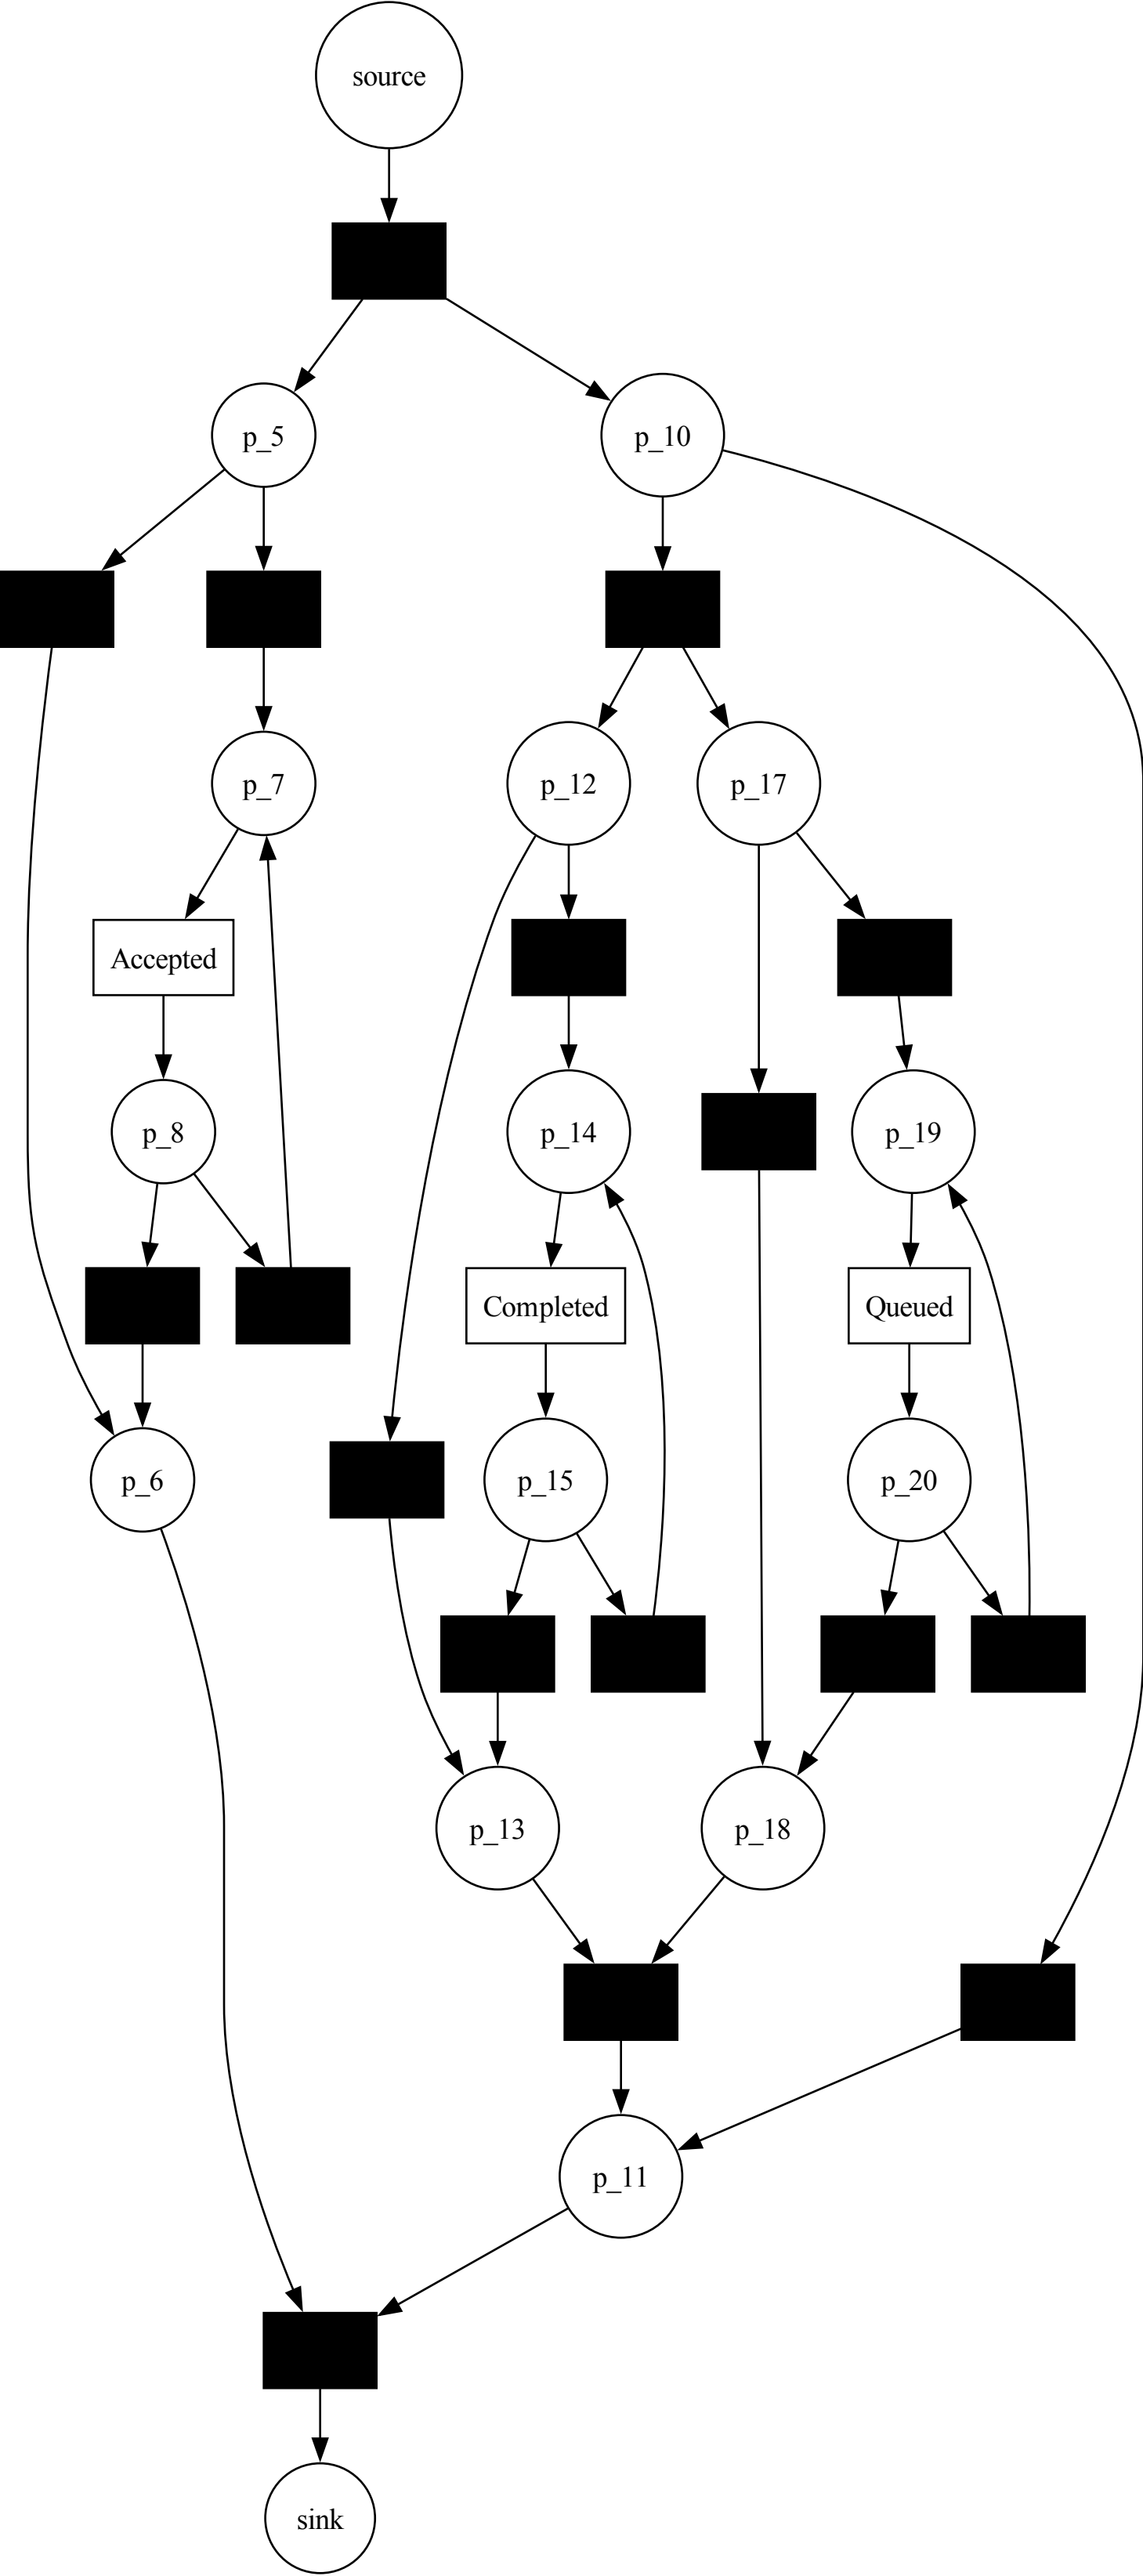 source
p_5
p_10
p_7
p_12
p_17
Accepted
p_8
p_14
p_19
Completed
Queued
p_6
p_15
p_20
p_13
p_18
p_11
sink